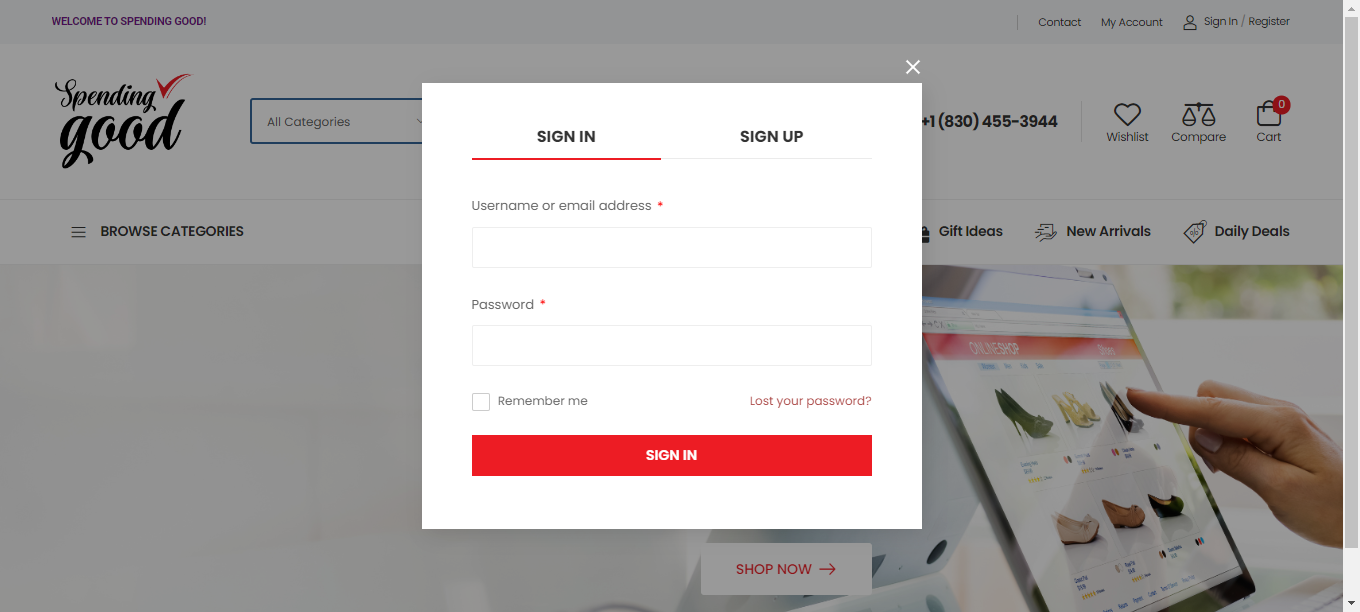 WELCOME TO SPENDING GOOD!
Contact
My Account
Sign In / Register
Spending
good
All Categories
+1 (830) 455-3944
Wishlist
Compare
0
Cart
BROWSE CATEGORIES
Gift Ideas
New Arrivals
Daily Deals
SIGN IN
SIGN UP
Username or email address *
Password *
Remember me
Lost your password?
SIGN IN
ONLINESHOP
SHOP NOW